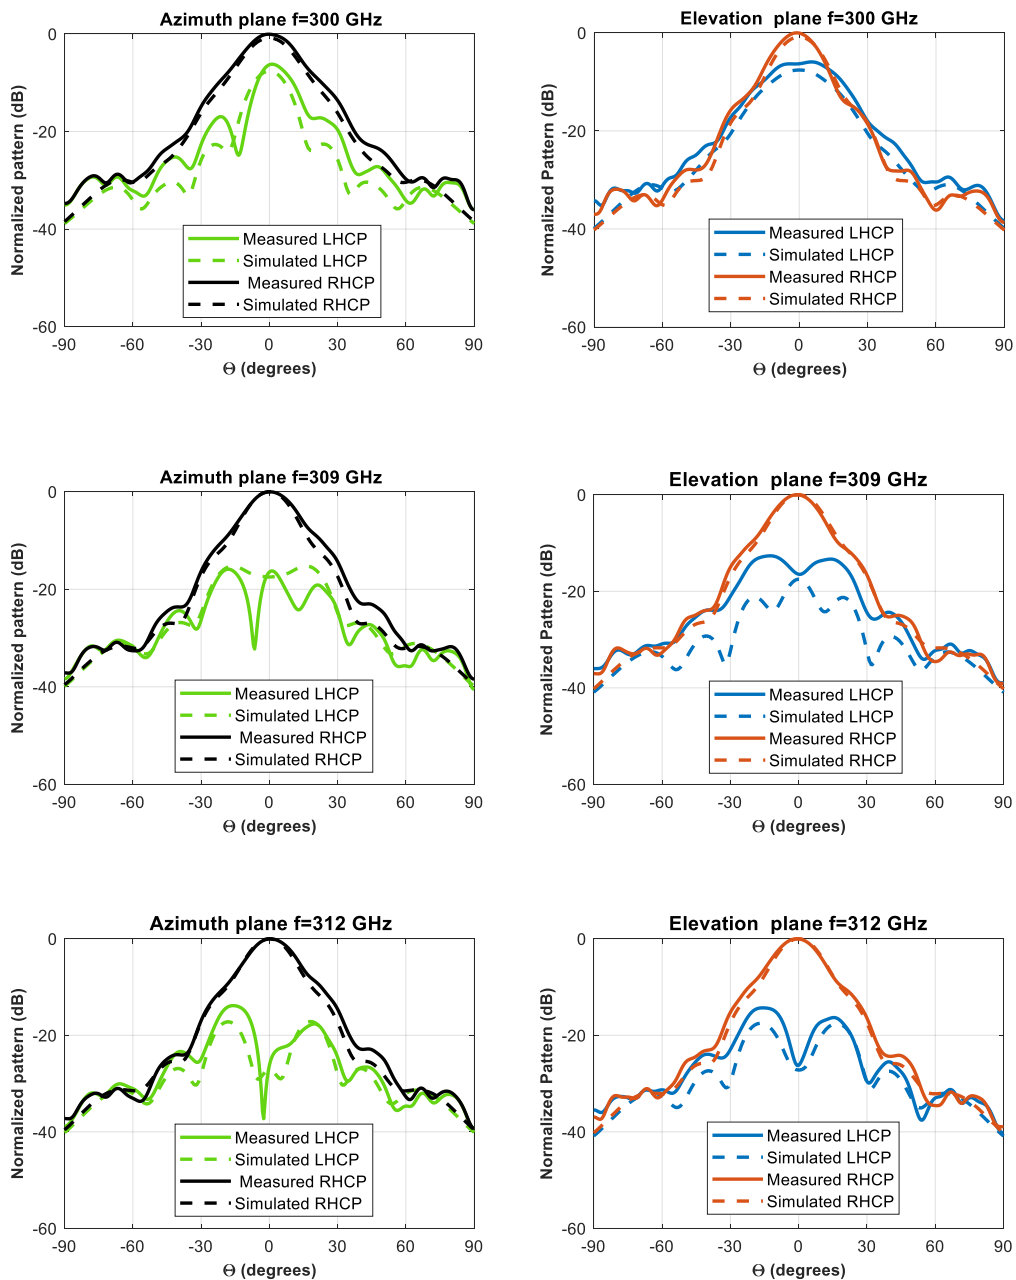 Azimuth plane f=300 GHz
Normalized pattern (dB)
0
-20
-40
-60
Measured LHCP
Simulated LHCP
Measured RHCP
Simulated RHCP
-90 -60 -30 0 30 60 90
Θ (degrees)
Elevation plane f=300 GHz
Normalized Pattern (dB)
0
-20
-40
-60
Measured LHCP
Simulated LHCP
Measured RHCP
Simulated RHCP
-90 -60 -30 0 30 60 90
Θ (degrees)
Azimuth plane f=309 GHz
Normalized pattern (dB)
0
-20
-40
-60
Measured LHCP
Simulated LHCP
Measured RHCP
Simulated RHCP
-90 -60 -30 0 30 60 90
Θ (degrees)
Elevation plane f=309 GHz
Normalized Pattern (dB)
0
-20
-40
-60
Measured LHCP
Simulated LHCP
Measured RHCP
Simulated RHCP
-90 -60 -30 0 30 60 90
Θ (degrees)
Azimuth plane f=312 GHz
Normalized pattern (dB)
0
-20
-40
-60
Measured LHCP
Simulated LHCP
Measured RHCP
Simulated RHCP
-90 -60 -30 0 30 60 90
Θ (degrees)
Elevation plane f=312 GHz
Normalized Pattern (dB)
0
-20
-40
-60
Measured LHCP
Simulated LHCP
Measured RHCP
Simulated RHCP
-90 -60 -30 0 30 60 90
Θ (degrees)